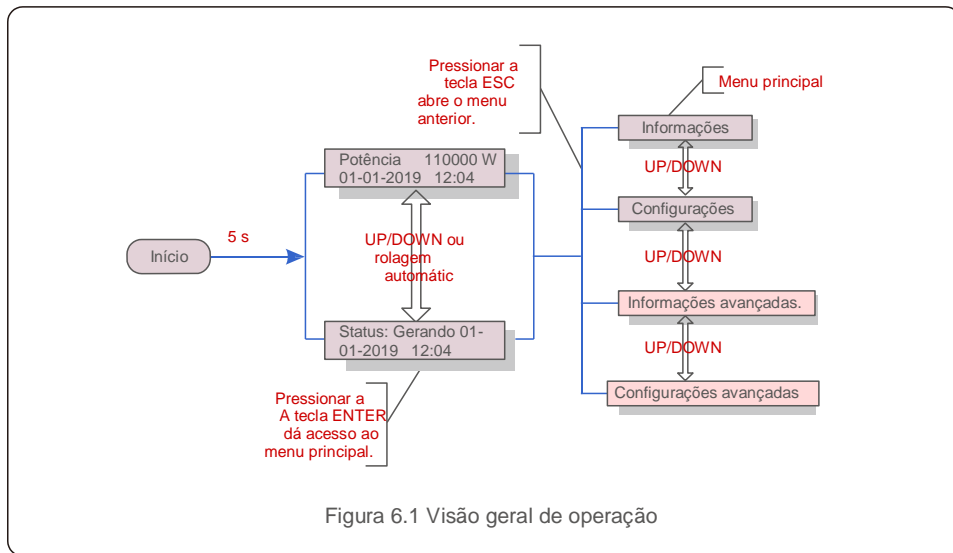 Pressionar a
tecla ESC
abre o menu
anterior.
Menu principal
Informações
UP/DOWN
Configurações
UP/DOWN
Informações avançadas.
UP/DOWN
Configurações avançadas
Potência 110000 W
01-01-2019 12:04
5 s
Início
UP/DOWN ou
rolagem
automátic
Status: Gerando 01-
01-2019 12:04
Pressionar a
A tecla ENTER
dá acesso ao
menu principal.
Figura 6.1 Visão geral de operação